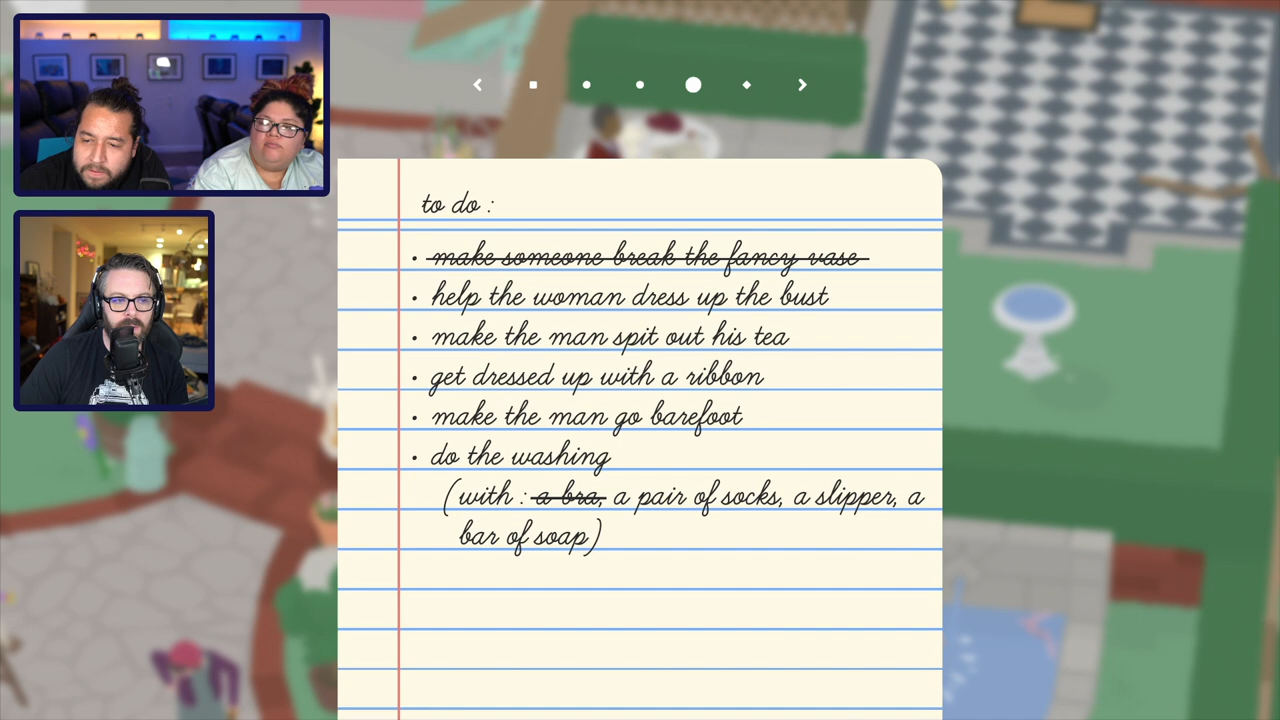 to do :
• make someone break the fancy vase
• help the woman dress up the bust
• make the man spit out his tea
• get dressed up with a ribbon
• make the man go barefoot
• do the washing
(with : a bra, a pair of socks, a slipper, a
bar of soap)